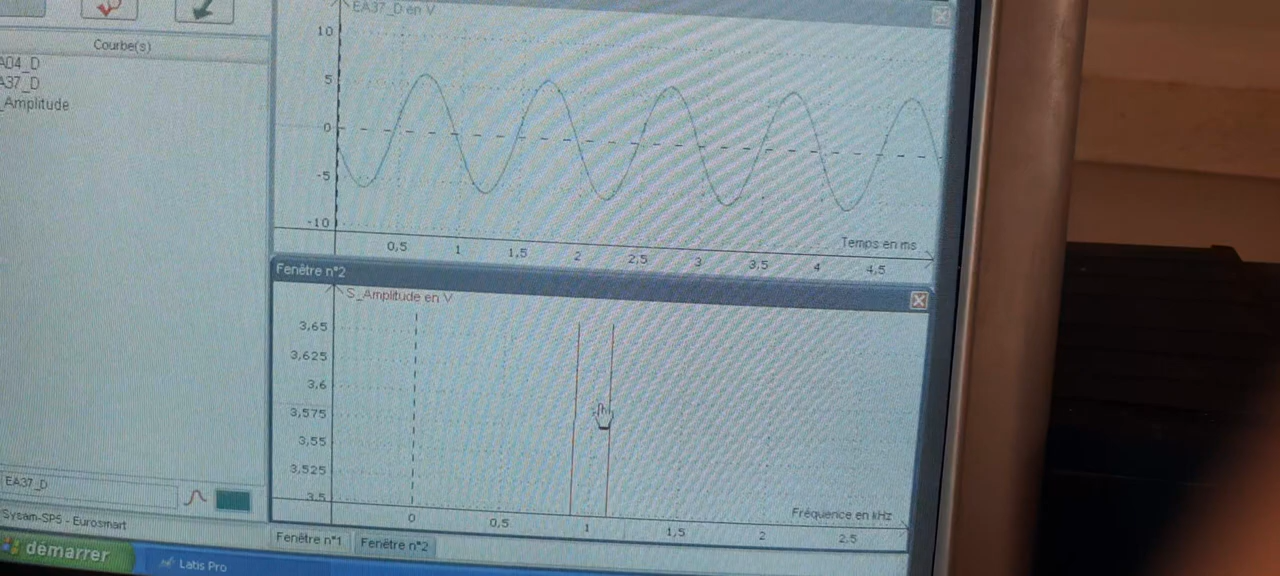 EA37_D en V
Courbe(s)
A04_D
A37_D
_Amplitude
10
5
0
-5
-10
0,5 1 1,5 2 2,5 3 3,5 4 4,5
Temps en ms
Fenêtre n°2
S_Amplitude en V
3,65
3,625
3,6
3,575
3,55
3,525
3,5
0 0,5 1 1,5 2 2,5
Fréquence en kHz
EA37_D
Sysam-SP5 - Eurosmart
Fenêtre n°1 Fenêtre n°2
démarrer
Latis Pro